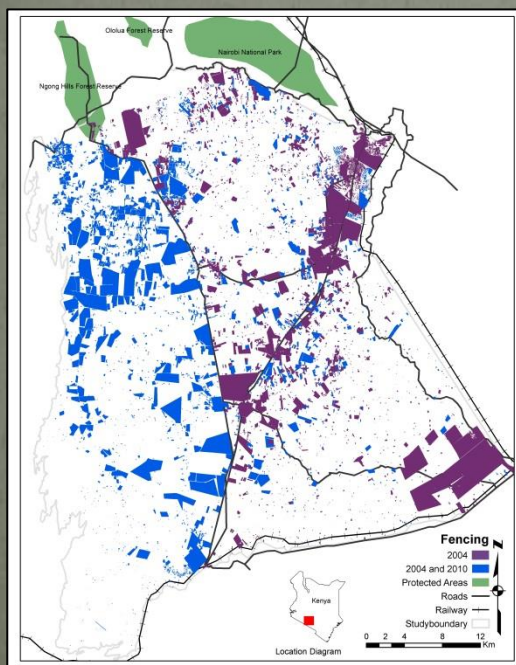 Ololua Forest Reserve
Nairobi National Park
Ngong Hills Forest Reserve
Fencing
2004
2004 and 2010
Protected Areas
Roads
Railway
Studyboundary
N
Kenya
Location Diagram
0 2 4 8 12
Km